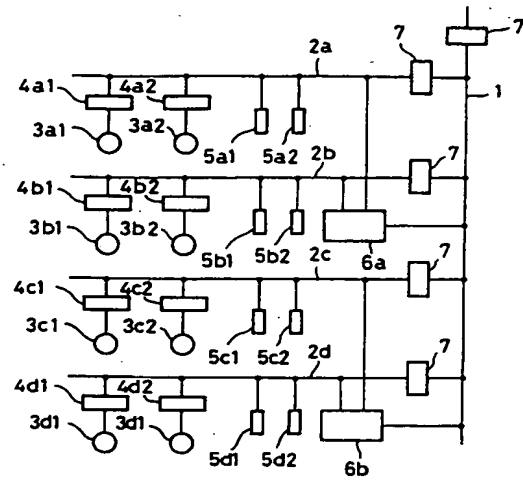 7
7
2a
1
4a1 4a2
3a1 3a2
5a1 5a2
2b
7
4b1 4b2
3b1 3b2
5b1 5b2
6a
2c
7
4c1 4c2
3c1 3c2
5c1 5c2
2d
7
4d1 4d2
3d1 3d1
5d1 5d2
6b